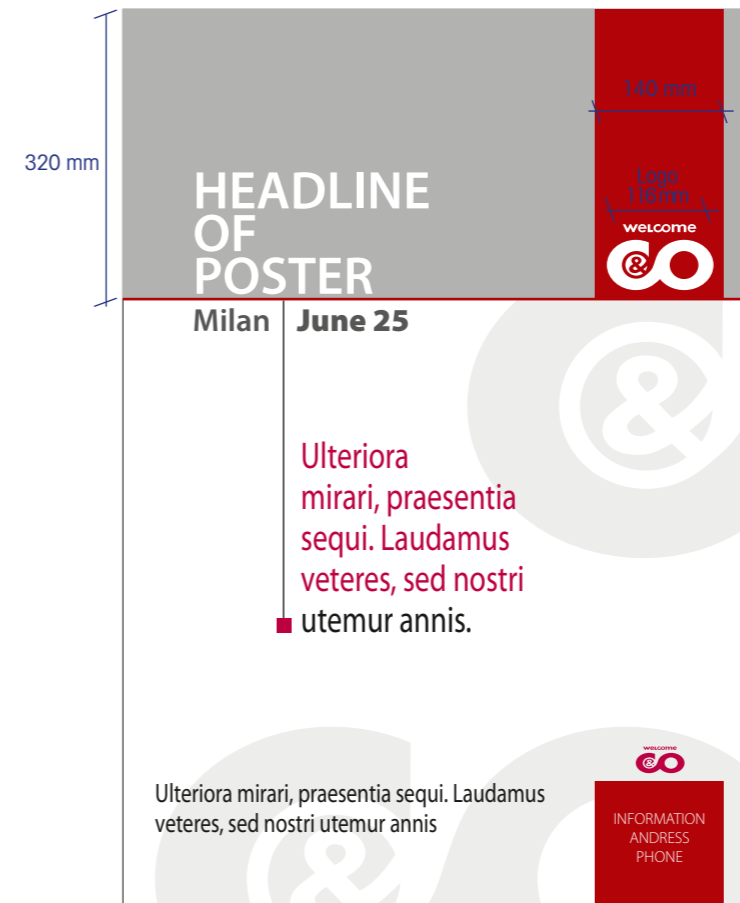 140 mm
320 mm
Logo
116mm
HEADLINE
OF
POSTER
welcome
&O
Milan June 25
&
Ulteriora
mirari, praesentia
sequi. Laudamus
veteres, sed nostri
utemur annis.
welcome
&O
Ulteriora mirari, praesentia sequi. Laudamus
veteres, sed nostri utemur annis
INFORMATION
ANDRESS
PHONE
&